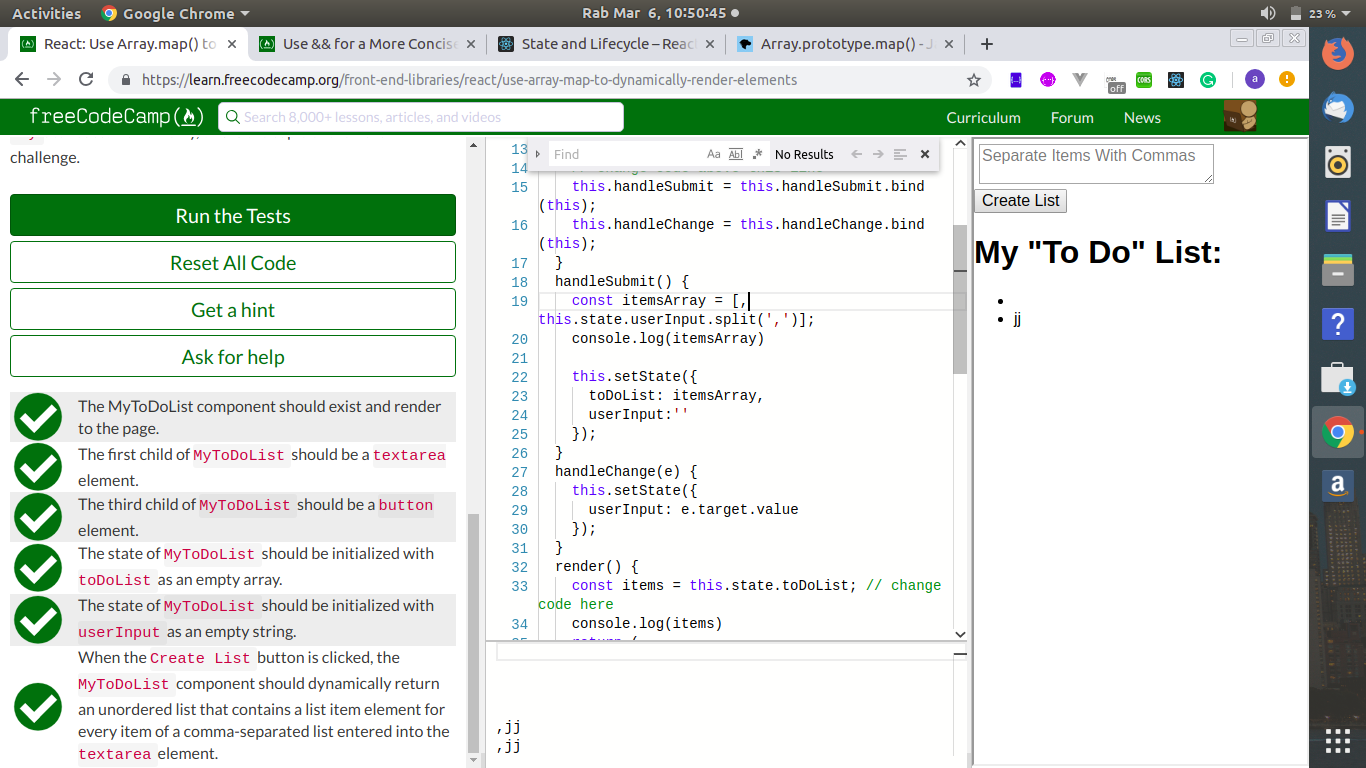 Activities
Google Chrome
Rab Mar 6, 10:50:45
23 %
React: Use Array.map() to
Use && for a More Concise
State and Lifecycle – Reac
Array.prototype.map() - J
https://learn.freecodecamp.org/front-end-libraries/react/use-array-map-to-dynamically-render-elements
off
CORS
a
freeCodeCamp
Search 8,000+ lessons, articles, and videos
Curriculum
Forum
News
challenge.
Run the Tests
Reset All Code
Get a hint
Ask for help
The MyToDoList component should exist and render
to the page.
The first child of MyToDoList should be a textarea
element.
The third child of MyToDoList should be a button
element.
The state of MyToDoList should be initialized with
toDoList as an empty array.
The state of MyToDoList should be initialized with
userInput as an empty string.
When the Create List button is clicked, the
MyToDoList component should dynamically return
an unordered list that contains a list item element for
every item of a comma-separated list entered into the
textarea element.
Find
Aa
Abl
.*
No Results
13
14
15 this.handleSubmit = this.handleSubmit.bind
(this);
16 this.handleChange = this.handleChange.bind
(this);
17 }
18 handleSubmit() {
19 const itemsArray = [,
this.state.userInput.split(',')];
20 console.log(itemsArray)
21
22 this.setState({
23 toDoList: itemsArray,
24 userInput:''
25 });
26 }
27 handleChange(e) {
28 this.setState({
29 userInput: e.target.value
30 });
31 }
32 render() {
33 const items = this.state.toDoList; // change
code here
34 console.log(items)
,jj
,jj
Separate Items With Commas
Create List
My "To Do" List:
jj